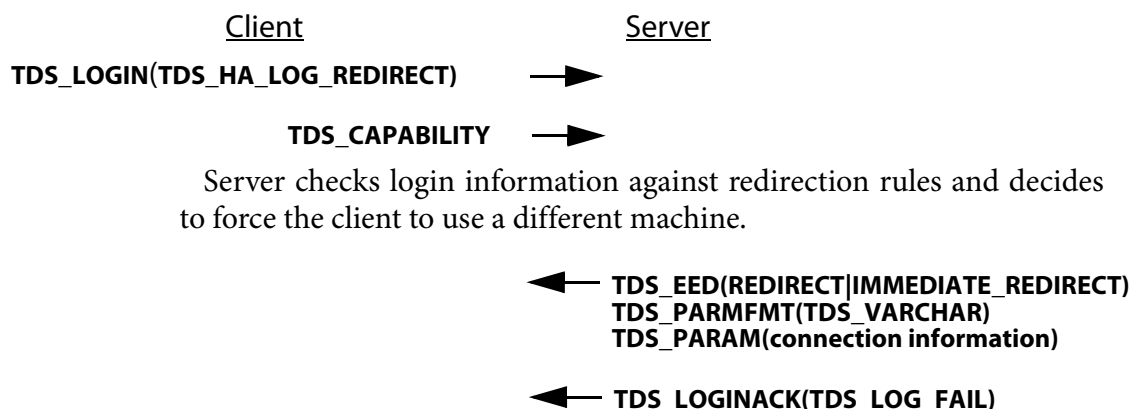 Client Server
TDS_LOGIN(TDS_HA_LOG_REDIRECT)
TDS_CAPABILITY
Server checks login information against redirection rules and decides
to force the client to use a different machine.
TDS_EED(REDIRECT|IMMEDIATE_REDIRECT)
TDS_PARMFMT(TDS_VARCHAR)
TDS_PARAM(connection information)
TDS_LOGINACK(TDS_LOG_FAIL)